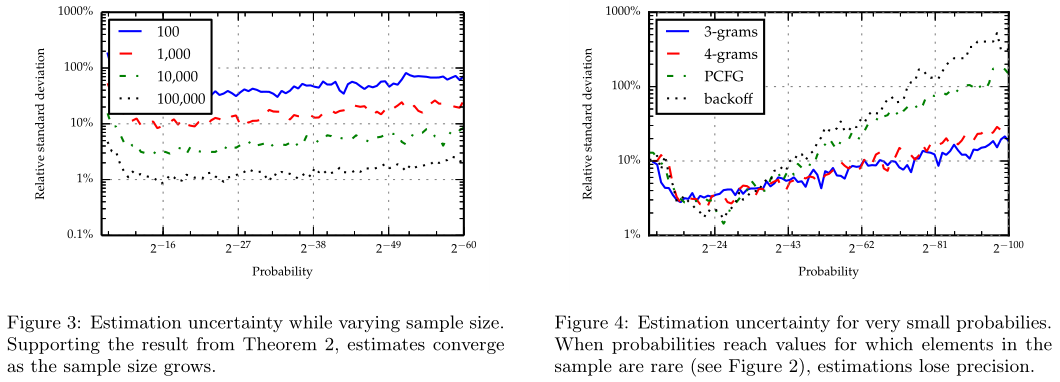 1000%
100%
10%
1%
0.1%
Relative standard deviation
100
1,000
10,000
100,000
2^−16
2^−27
2^−38
2^−49
2^−60
Probability
Figure 3: Estimation uncertainty while varying sample size.
Supporting the result from Theorem 2, estimates converge
as the sample size grows.
1000%
100%
10%
1%
Relative standard deviation
3-grams
4-grams
PCFG
backoff
2^−24
2^−43
2^−62
2^−81
2^−100
Probability
Figure 4: Estimation uncertainty for very small probabilies.
When probabilities reach values for which elements in the
sample are rare (see Figure 2), estimations lose precision.